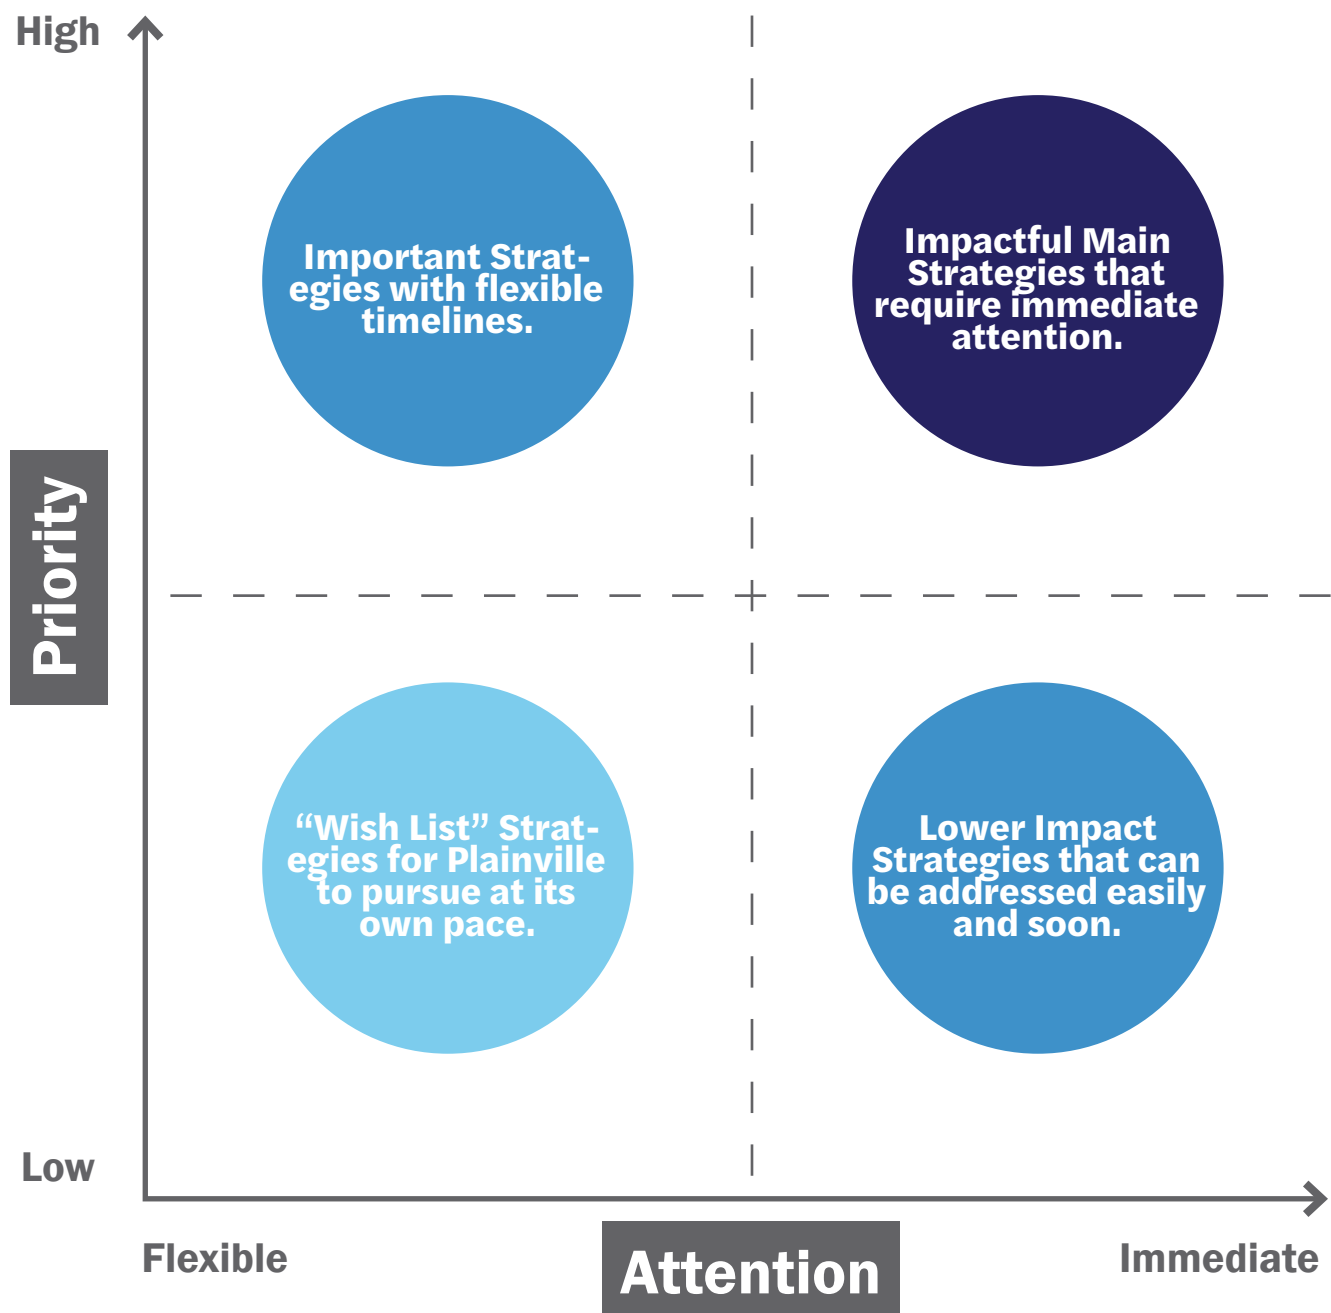 High
Important Strat-
egies with flexible
timelines.
Impactful Main
Strategies that
require immediate
attention.
Priority
“Wish List” Strat-
egies for Plainville
to pursue at its
own pace.
Lower Impact
Strategies that can
be addressed easily
and soon.
Low
Flexible
Attention
Immediate